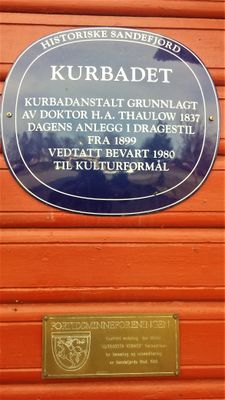 HISTORISKE SANDEFJORD
KURBADET
KURBADANSTALT GRUNNLAGT
AV DOKTOR H.A. THAULOW 1837
DAGENS ANLEGG I DRAGESTIL
FRA 1899
VEDTATT BEVART 1980
TIL KULTURFORMÅL
FORTIDSMINNEFORENINGEN